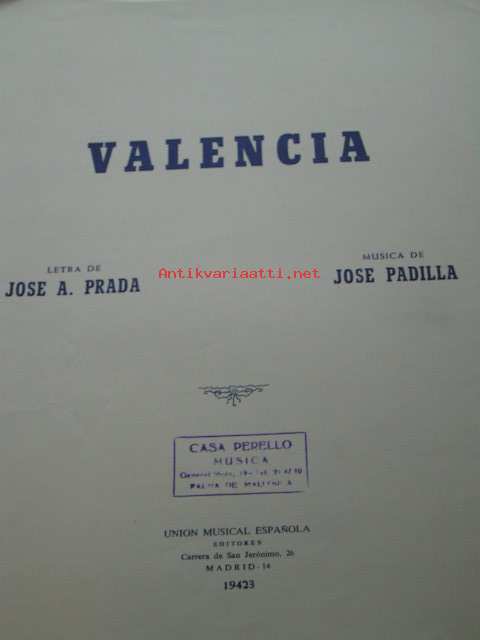 VALENCIA
LETRA DE
JOSE A. PRADA
Antikvariaatti.net
MUSICA DE
JOSE PADILLA
CASA PERELLO
MUSICA
PALMA DE MALLORCA
UNION MUSICAL ESPAÑOLA
EDITORES
Carrera de San Jerónimo, 26
MADRID - 14
19423